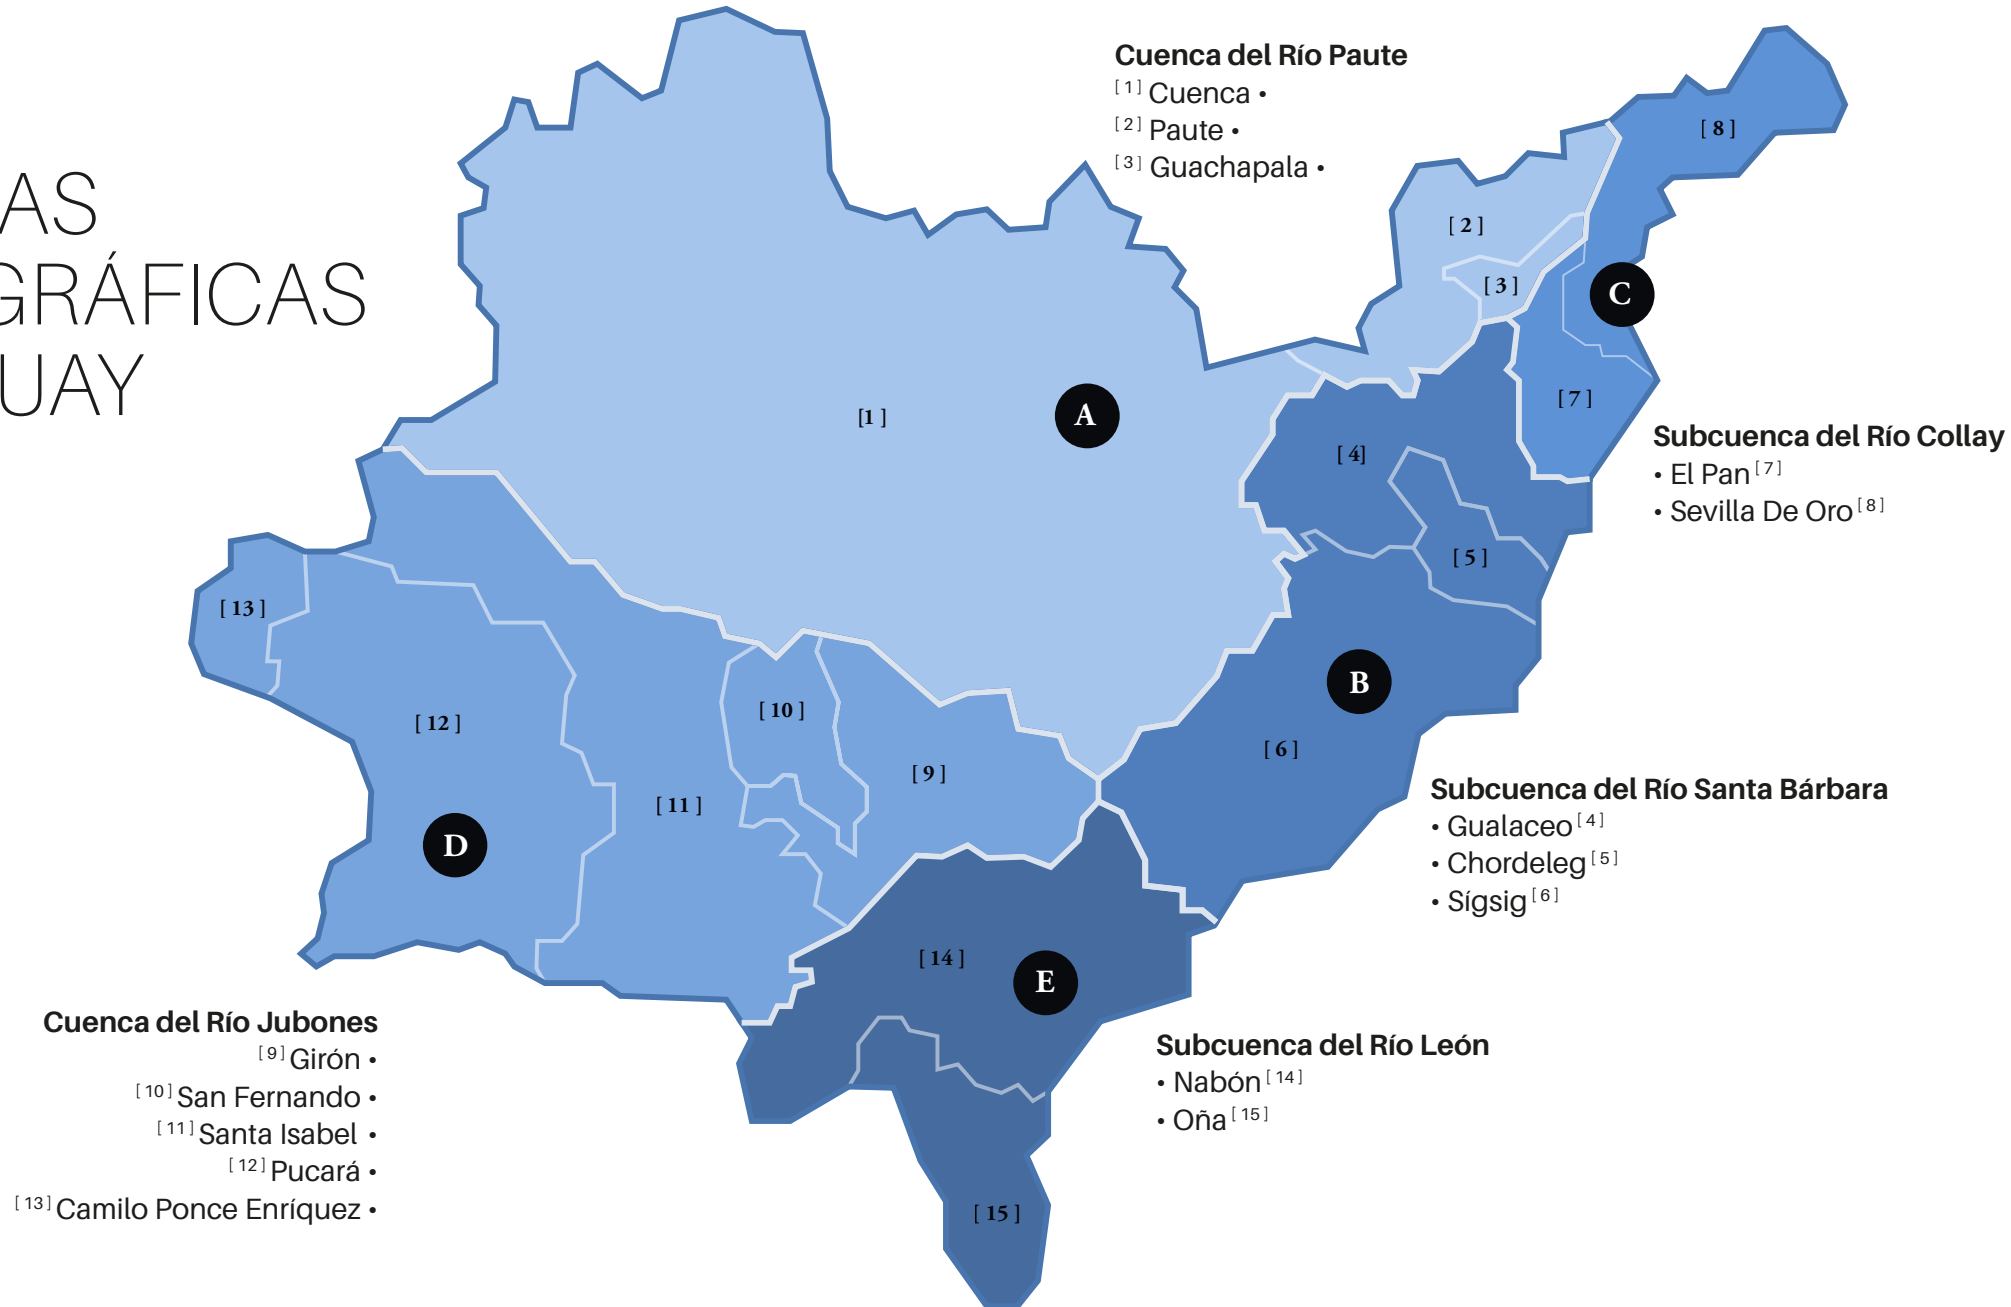 AS
GRÁFICAS
UAY
Cuenca del Río Paute
[1] Cuenca •
[2] Paute •
[3] Guachapala •
[ 8 ]
[ 2 ]
[ 3 ]
C
[1 ]
A
[ 7 ]
[ 4]
Subcuenca del Río Collay
• El Pan [7]
• Sevilla De Oro [8]
[ 5 ]
[ 13 ]
B
[ 12 ]
[ 10 ]
[ 6 ]
[ 9 ]
[ 11 ]
D
Subcuenca del Río Santa Bárbara
• Gualaceo [4]
• Chordeleg [5]
• Sígsig [6]
[ 14 ]
E
Cuenca del Río Jubones
[9] Girón •
[10] San Fernando •
[11] Santa Isabel •
[12] Pucará •
[13] Camilo Ponce Enríquez •
Subcuenca del Río León
• Nabón [14]
• Oña [15]
[ 15 ]